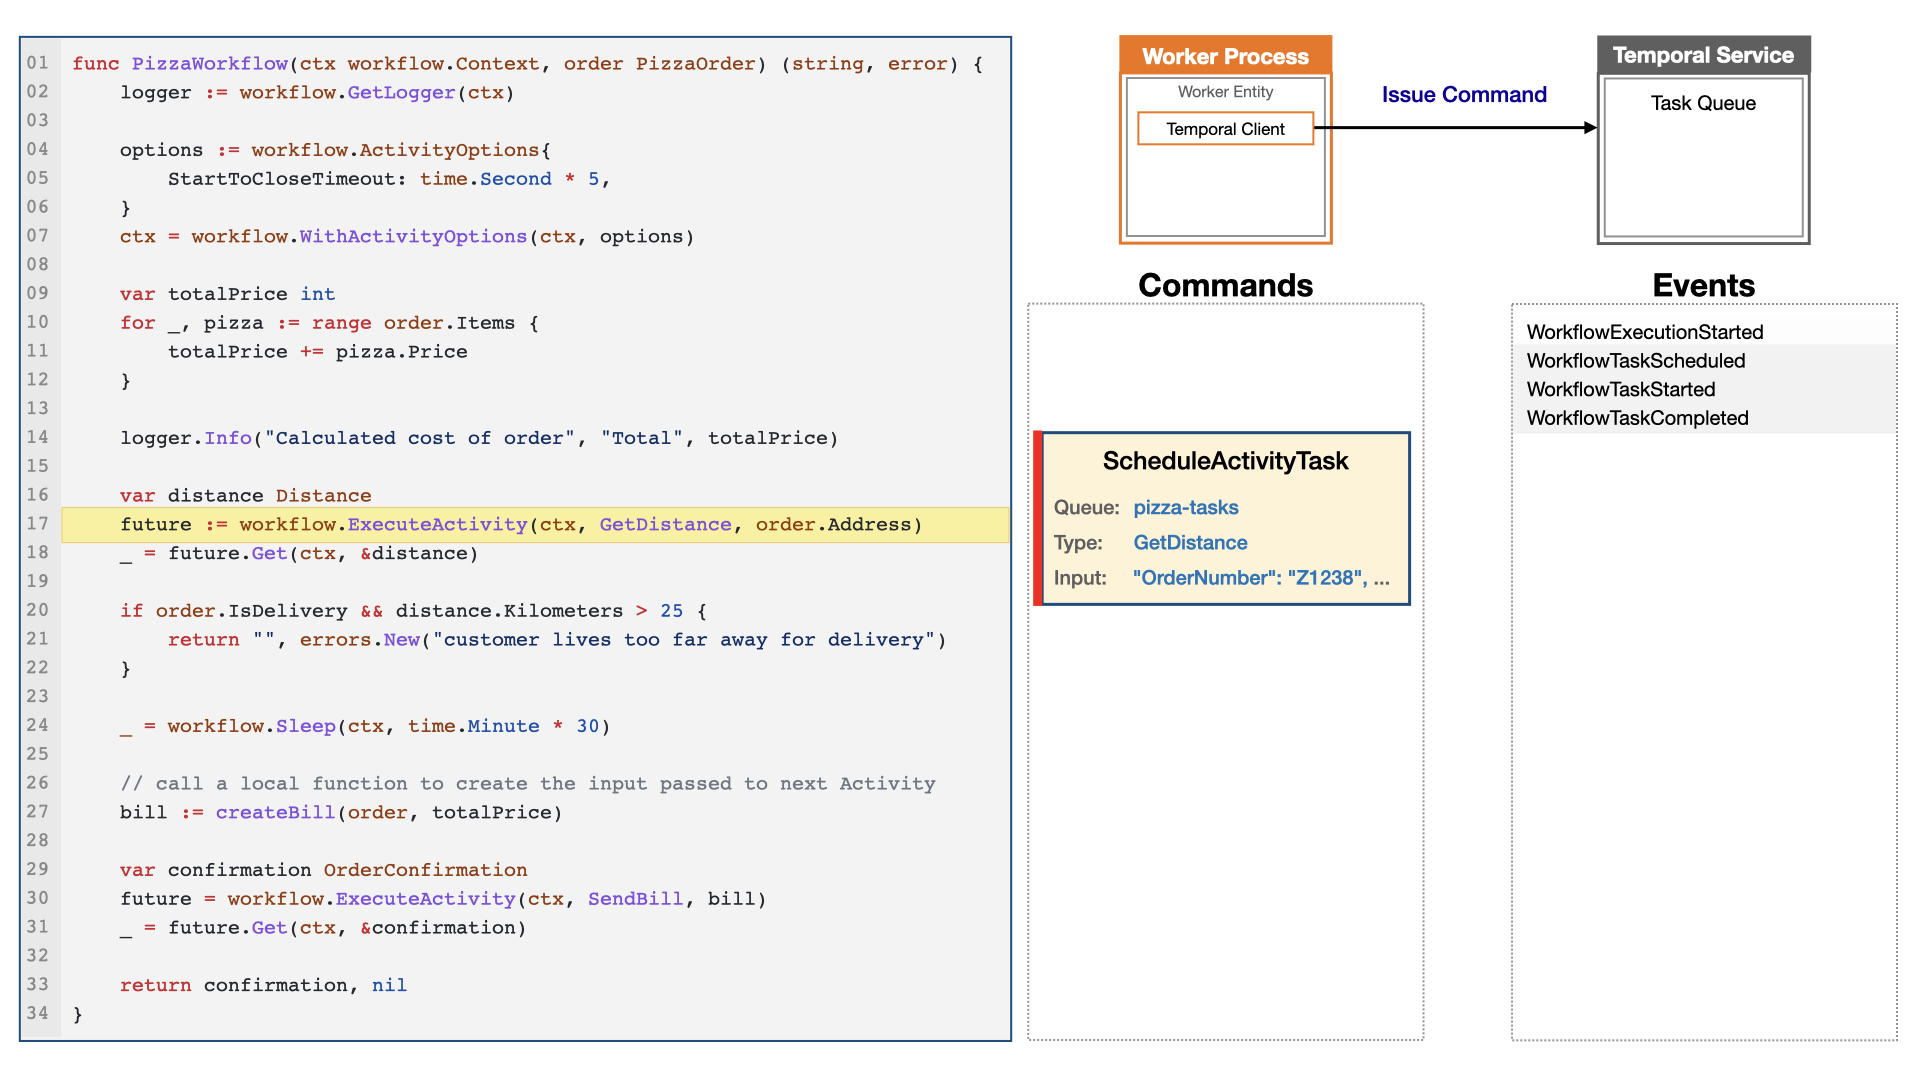 01 func PizzaWorkflow(ctx workflow.Context, order PizzaOrder) (string, error) {
02     logger := workflow.GetLogger(ctx)
03
04     options := workflow.ActivityOptions{
05         StartToCloseTimeout: time.Second * 5,
06     }
07     ctx = workflow.WithActivityOptions(ctx, options)
08
09     var totalPrice int
10     for _, pizza := range order.Items {
11         totalPrice += pizza.Price
12     }
13
14     logger.Info("Calculated cost of order", "Total", totalPrice)
15
16     var distance Distance
17     future := workflow.ExecuteActivity(ctx, GetDistance, order.Address)
18     _ = future.Get(ctx, &distance)
19
20     if order.IsDelivery && distance.Kilometers > 25 {
21         return "", errors.New("customer lives too far away for delivery")
22     }
23
24     _ = workflow.Sleep(ctx, time.Minute * 30)
25
26     // call a local function to create the input passed to next Activity
27     bill := createBill(order, totalPrice)
28
29     var confirmation OrderConfirmation
30     future = workflow.ExecuteActivity(ctx, SendBill, bill)
31     _ = future.Get(ctx, &confirmation)
32
33     return confirmation, nil
34 }
Worker Process
Worker Entity
Temporal Client
Issue Command
Temporal Service
Task Queue
Commands
ScheduleActivityTask
Queue: pizza-tasks
Type: GetDistance
Input: "OrderNumber": "Z1238", ...
Events
WorkflowExecutionStarted
WorkflowTaskScheduled
WorkflowTaskStarted
WorkflowTaskCompleted